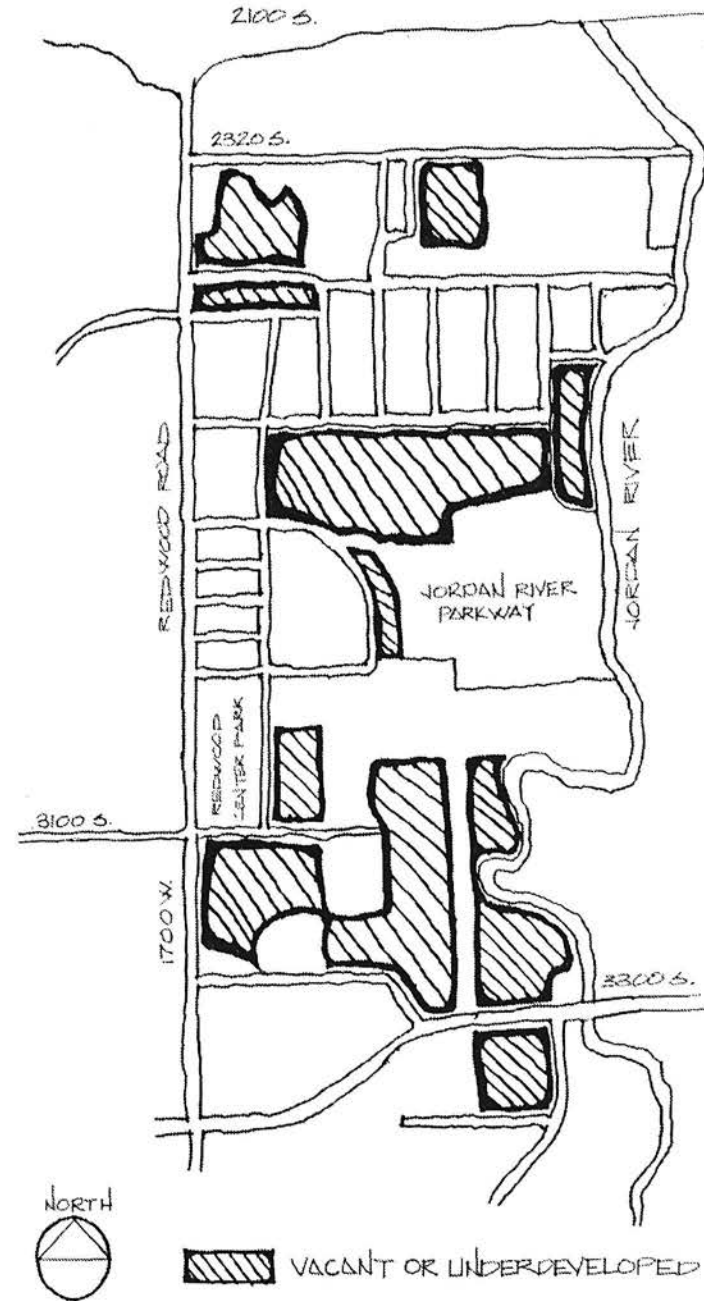 2100 S.
2320 S.
REDWOOD ROAD
JORDAN RIVER
JORDAN RIVER
PARKWAY
REDWOOD
CENTER PARK
3100 S.
1700 W.
3300 S.
NORTH
VACANT OR UNDERDEVELOPED